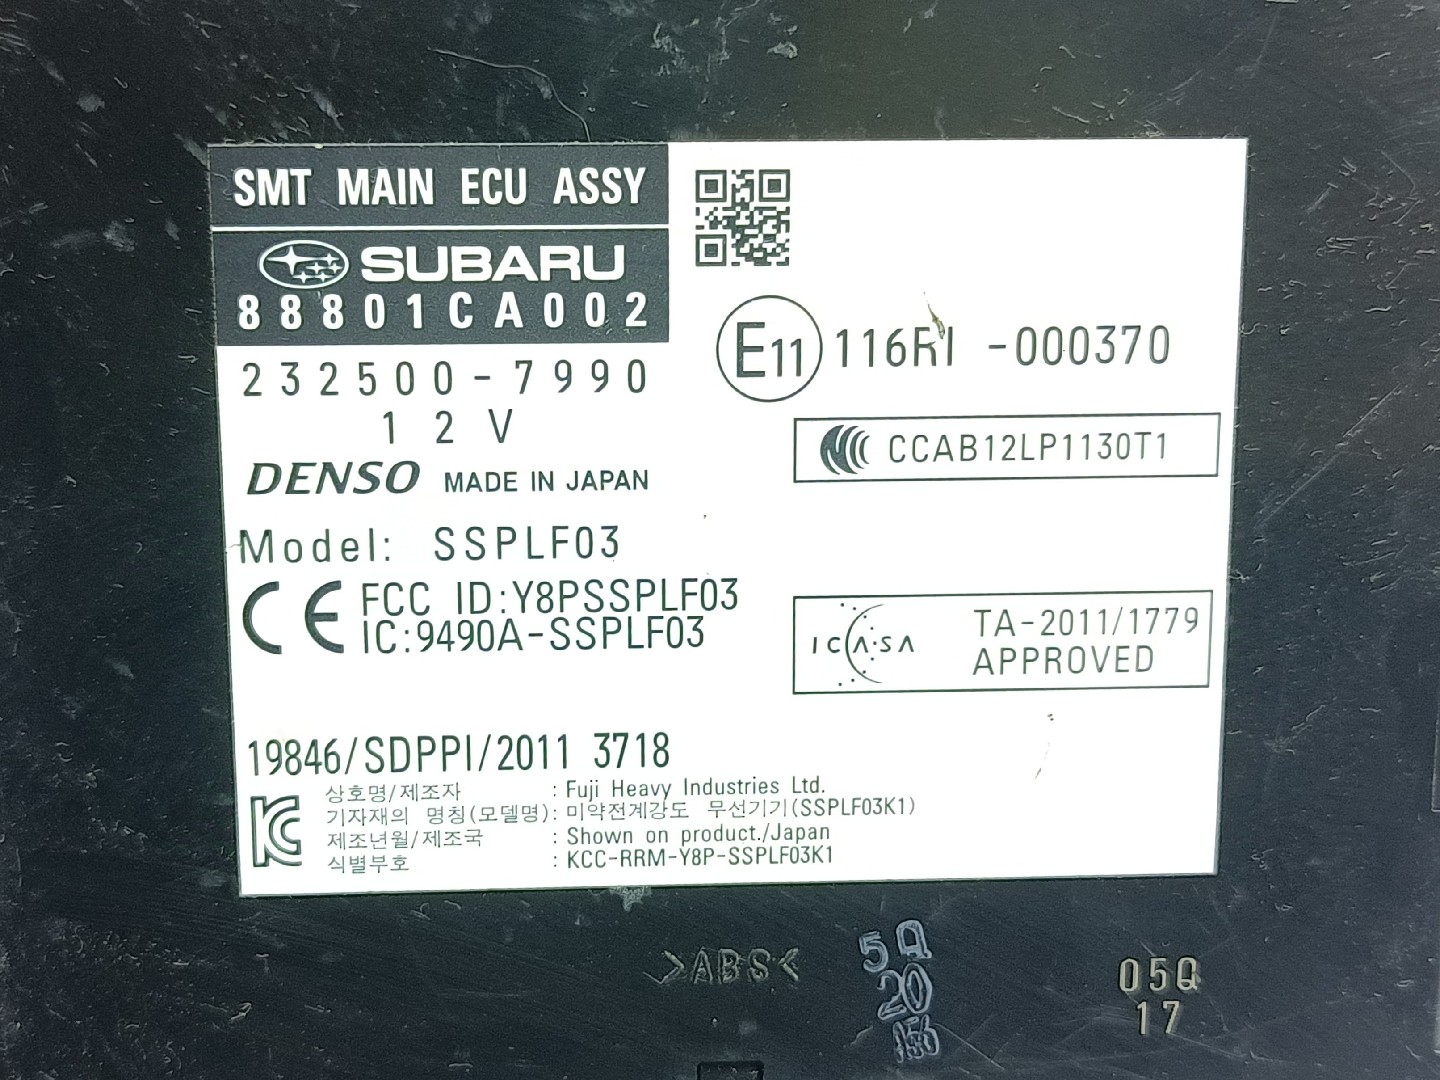 SMT MAIN ECU ASSY
SUBARU
88801CA002
232500-7990
12V
DENSO MADE IN JAPAN
Model: SSPLF03
CE FCC ID:Y8PSSPLF03
IC:9490A-SSPLF03
E11 116RI -000370
CCAB12LP1130T1
ICASA TA-2011/1779
APPROVED
19846/SDPPI/2011 3718
상호명/제조자 : Fuji Heavy Industries Ltd.
기자재의 명칭(모델명): 미약전계강도 무선기기(SSPLF03K1)
제조년월/제조국 : Shown on product./Japan
식별부호 : KCC-RRM-Y8P-SSPLF03K1
>ABS<
5Q
20
05Q
17